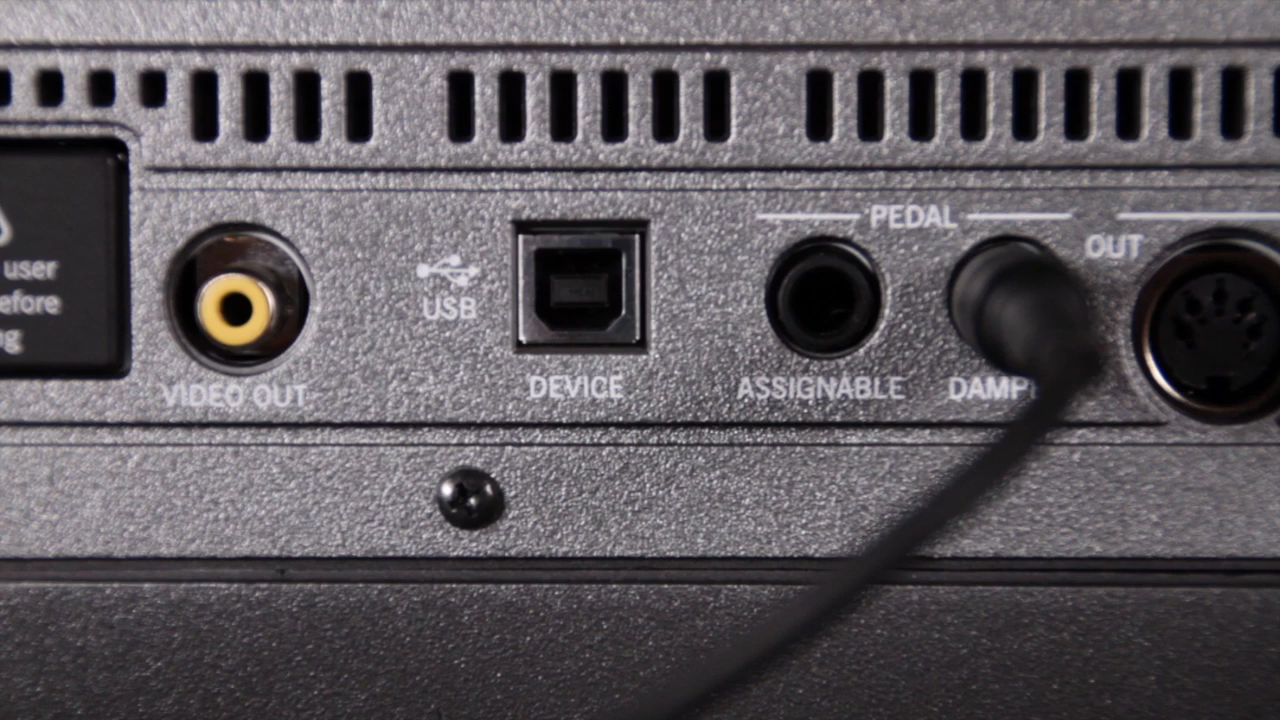 user
efore
g
VIDEO OUT
USB
DEVICE
PEDAL
ASSIGNABLE
DAMP
OUT